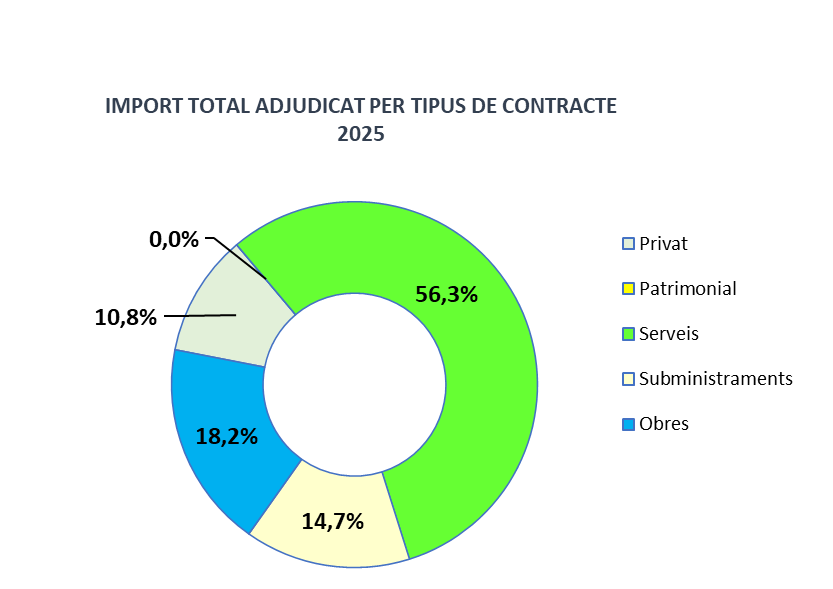 IMPORT TOTAL ADJUDICAT PER TIPUS DE CONTRACTE
2025
0,0%
10,8%
56,3%
18,2%
14,7%
Privat
Patrimonial
Serveis
Subministraments
Obres